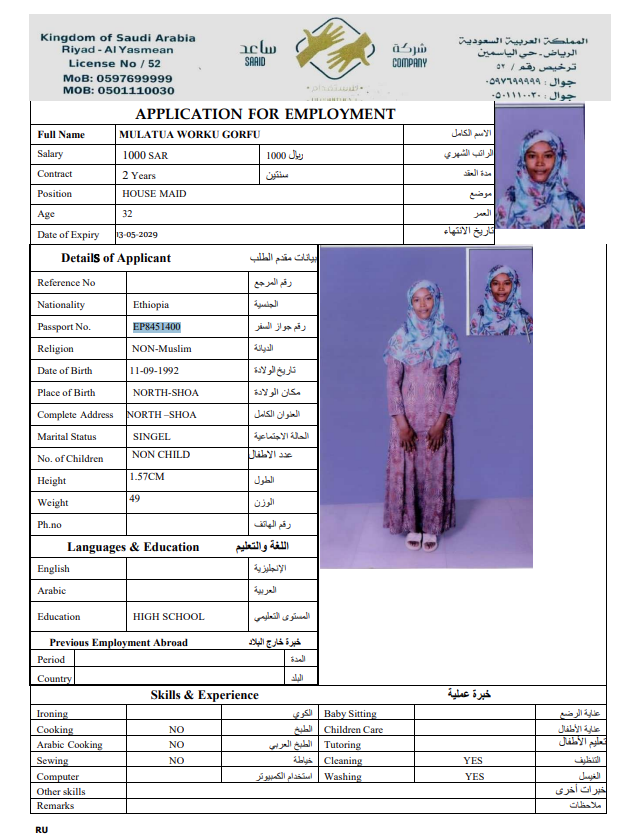 Kingdom of Saudi Arabia
Riyad - Al Yasmean
License No / 52
MoB: 0597699999
MOB: 0501110030
ساعد
SAAID
شركة
COMPANY
المملكة العربية السعودية
الرياض-حي الياسمين
ترخيص رقم / ٥٢
جوال : ٠٥٩٧٦٩٩٩٩٩
جوال : ٠٥٠١١١٠٠٣٠
APPLICATION FOR EMPLOYMENT
Full Name MULATUA WORKU GORFU الاسم الكامل
Salary 1000 SAR 1000 ريال الراتب الشهري
Contract 2 Years سنتين مدة العقد
Position HOUSE MAID موضع
Age 32 العمر
Date of Expiry 13-05-2029 تاريخ الانتهاء
Details of Applicant بيانات مقدم الطلب
Reference No رقم المرجع
Nationality Ethiopia الجنسية
Passport No. EP8451400 رقم جواز السفر
Religion NON-Muslim الديانة
Date of Birth 11-09-1992 تاريخ الولادة
Place of Birth NORTH-SHOA مكان الولادة
Complete Address NORTH –SHOA العنوان الكامل
Marital Status SINGEL الحالة الاجتماعية
No. of Children NON CHILD عدد الاطفال
Height 1.57CM الطول
Weight 49 الوزن
Ph.no رقم الهاتف
Languages & Education اللغة والتعليم
English الإنجليزية
Arabic العربية
Education HIGH SCHOOL المستوى التعليمي
Previous Employment Abroad خبرة خارج البلاد
Period المدة
Country البلد
Skills & Experience خبرة عملية
Ironing الكوي Baby Sitting عناية الرضع
Cooking NO الطبخ Children Care عناية الأطفال
Arabic Cooking NO الطبخ العربي Tutoring تعليم الأطفال
Sewing NO خياطة Cleaning YES التنظيف
Computer استخدام الكمبيوتر Washing YES الغيسل
Other skills خبرات أخرى
Remarks ملاحظات
RU